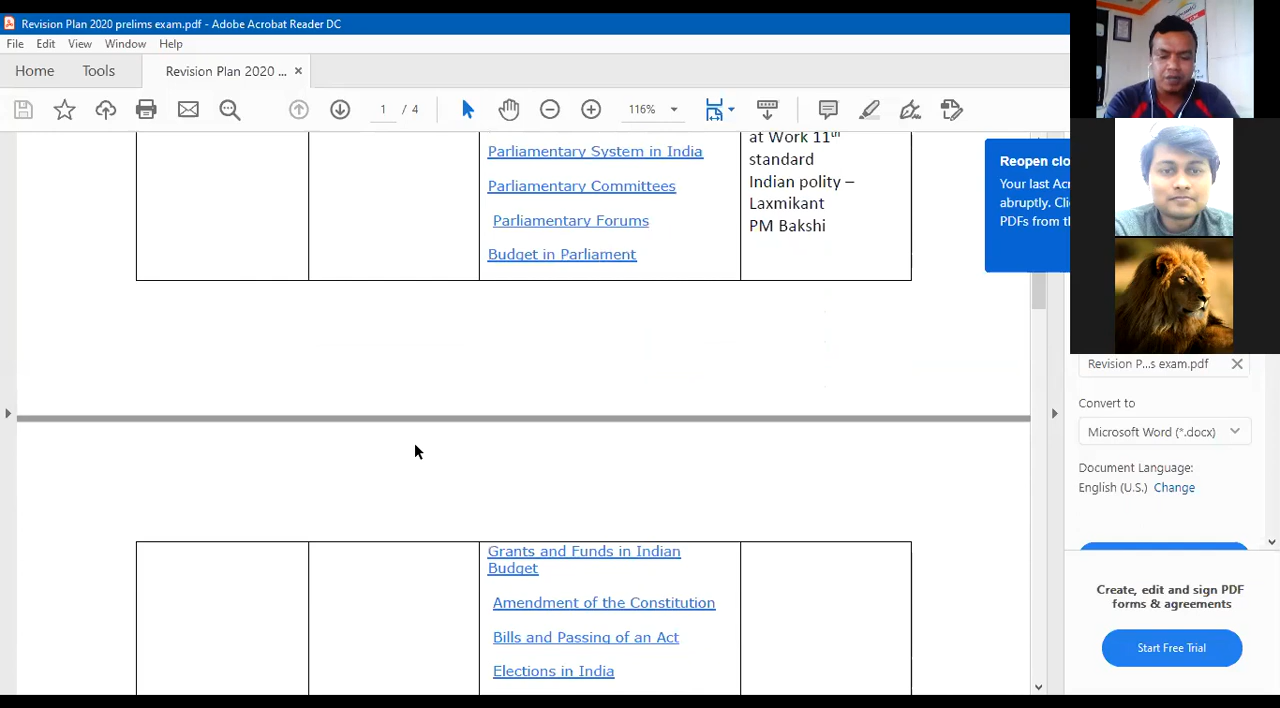 Revision Plan 2020 prelims exam.pdf - Adobe Acrobat Reader DC
File Edit View Window Help
Home Tools Revision Plan 2020 ... ×
1 / 4 116%
Parliamentary System in India
Parliamentary Committees
Parliamentary Forums
Budget in Parliament
at Work 11th
standard
Indian polity –
Laxmikant
PM Bakshi
Reopen clo
Your last Acr
abruptly. Cli
PDFs from th
Revision P...s exam.pdf
Convert to
Microsoft Word (*.docx)
Document Language:
English (U.S.) Change
Grants and Funds in Indian
Budget
Amendment of the Constitution
Bills and Passing of an Act
Elections in India
Create, edit and sign PDF
forms & agreements
Start Free Trial